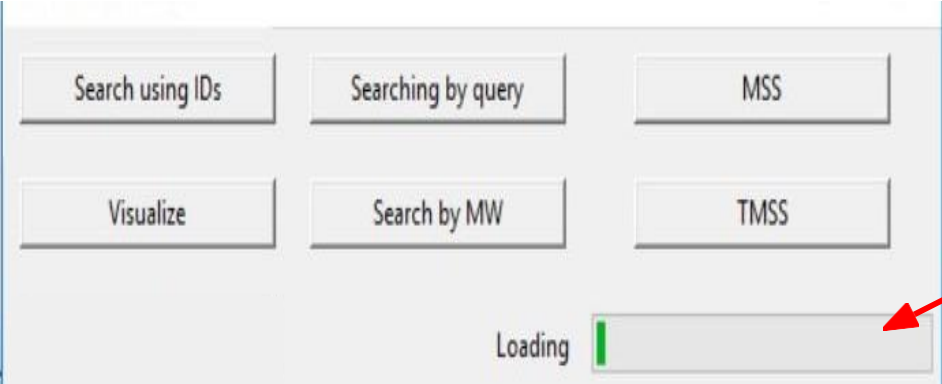 Search using IDs
Searching by query
MSS
Visualize
Search by MW
TMSS
Loading